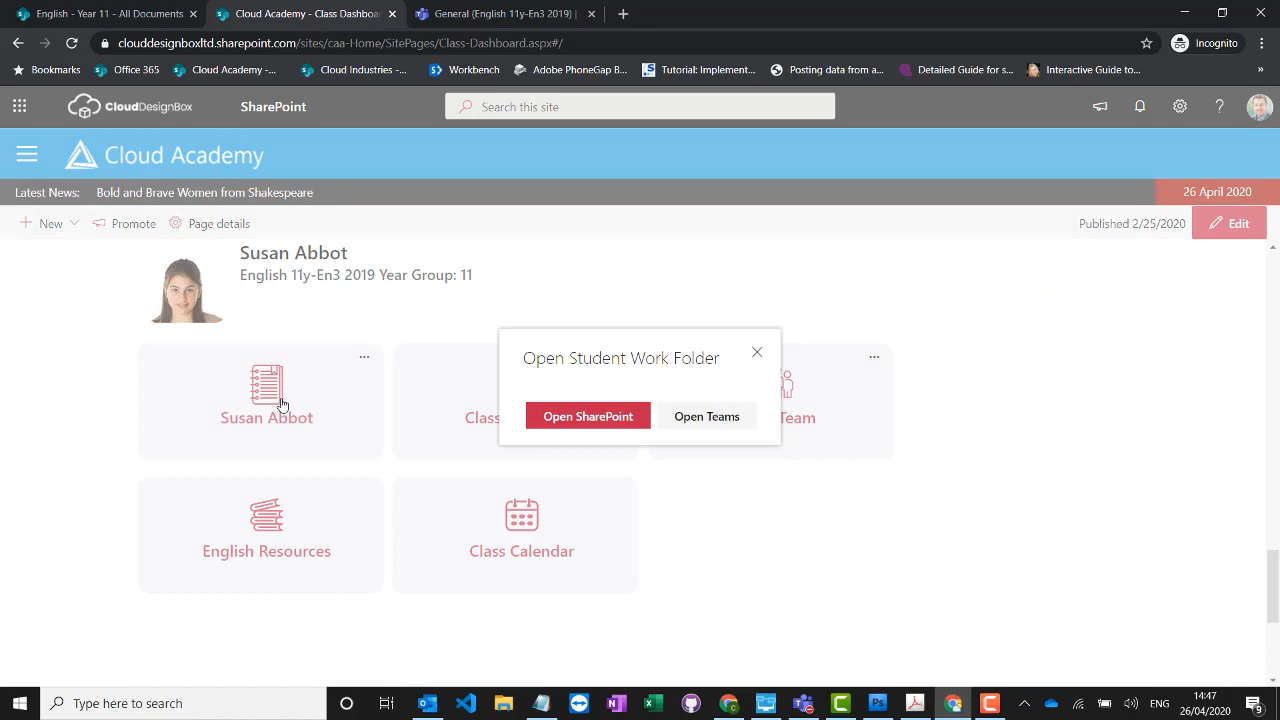 English - Year 11 - All Documents
Cloud Academy - Class Dashboa
General (English 11y-En3 2019) |
clouddesignboxltd.sharepoint.com/sites/caa-Home/SitePages/Class-Dashboard.aspx#/
Incognito
Bookmarks
Office 365
Cloud Academy -...
Cloud Industries -...
Workbench
Adobe PhoneGap B...
Tutorial: Implement...
Posting data from a...
Detailed Guide for s...
Interactive Guide to...
CloudDesignBox
SharePoint
Search this site
Cloud Academy
Latest News: Bold and Brave Women from Shakespeare
26 April 2020
New
Promote
Page details
Published 2/25/2020
Edit
Susan Abbot
English 11y-En3 2019 Year Group: 11
Open Student Work Folder
Open SharePoint
Open Teams
Susan Abbot
Class
Team
English Resources
Class Calendar
Type here to search
ENG
14:47
26/04/2020
9